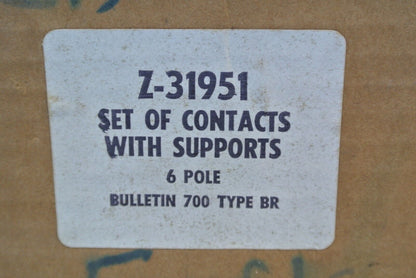 Z-31951
SET OF CONTACTS
WITH SUPPORTS
6 POLE
BULLETIN 700 TYPE BR